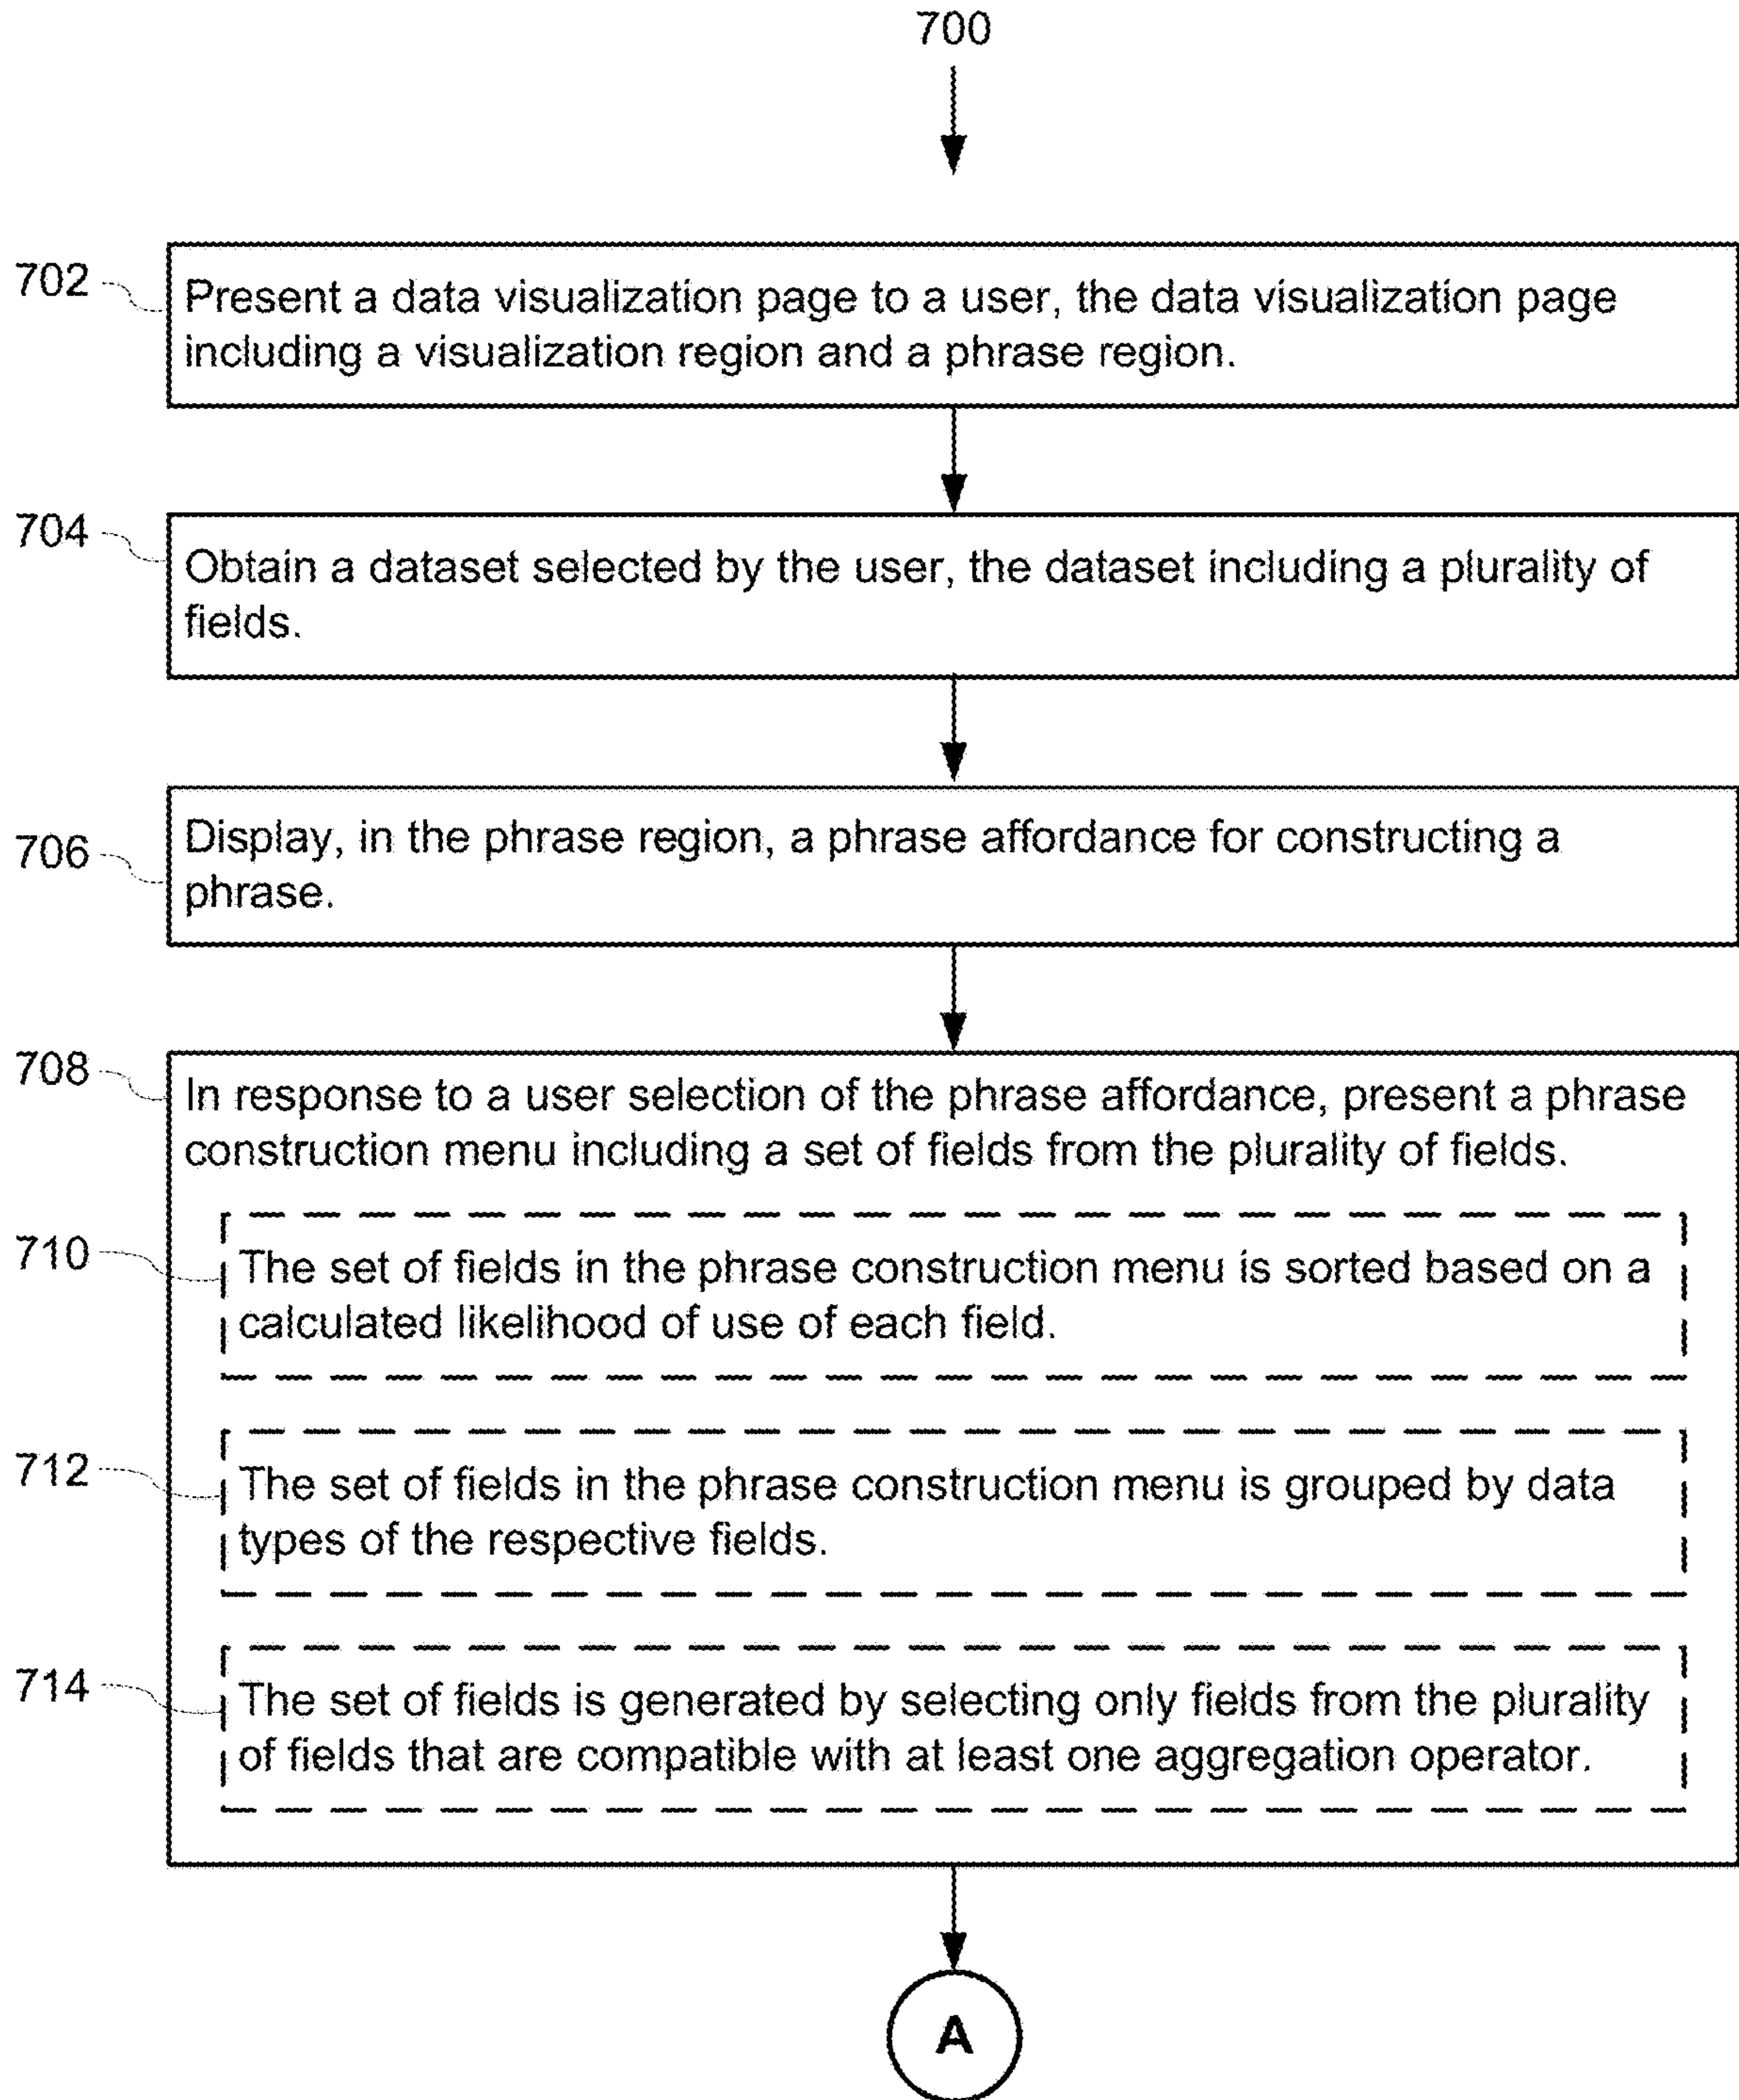 700
702
Present a data visualization page to a user, the data visualization page
including a visualization region and a phrase region.
704
Obtain a dataset selected by the user, the dataset including a plurality of
fields.
706
Display, in the phrase region, a phrase affordance for constructing a
phrase.
708
In response to a user selection of the phrase affordance, present a phrase
construction menu including a set of fields from the plurality of fields.
710
The set of fields in the phrase construction menu is sorted based on a
calculated likelihood of use of each field.
712
The set of fields in the phrase construction menu is grouped by data
types of the respective fields.
714
The set of fields is generated by selecting only fields from the plurality
of fields that are compatible with at least one aggregation operator.
A